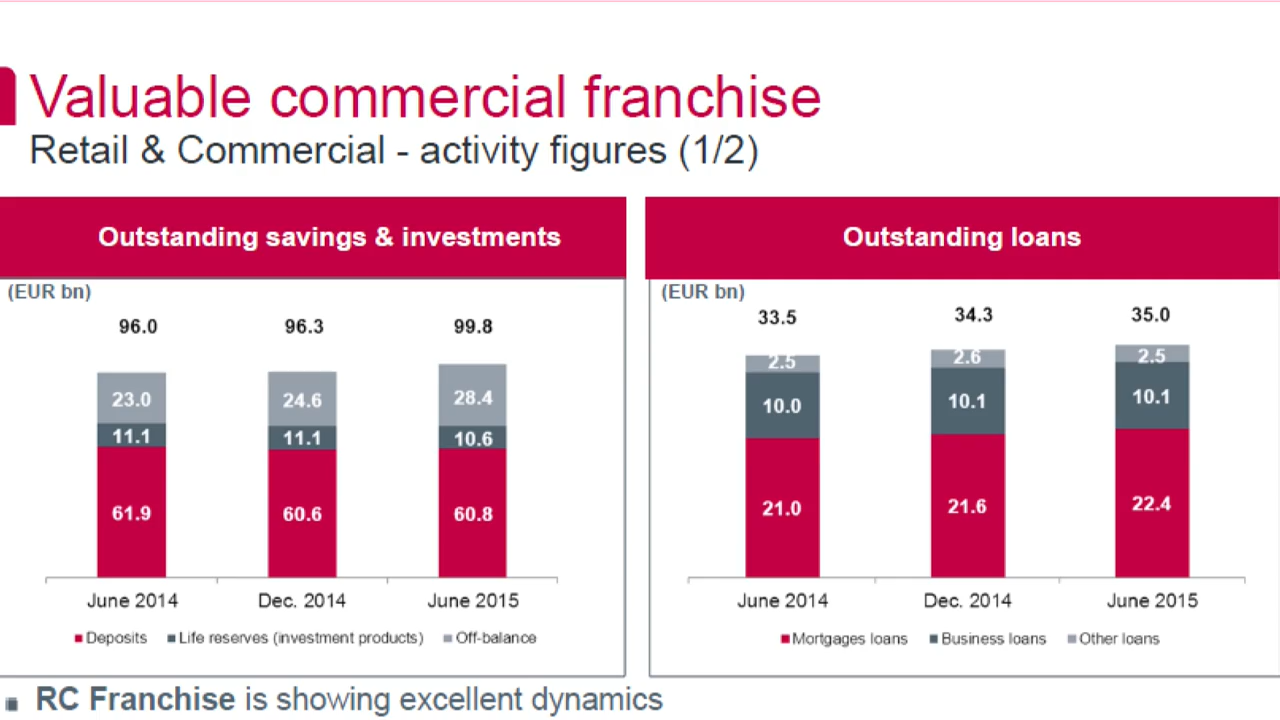 Valuable commercial franchise
Retail & Commercial - activity figures (1/2)
Outstanding savings & investments
(EUR bn)
96.0 96.3 99.8
23.0 24.6 28.4
11.1 11.1 10.6
61.9 60.6 60.8
June 2014 Dec. 2014 June 2015
Deposits Life reserves (investment products) Off-balance
Outstanding loans
(EUR bn)
33.5 34.3 35.0
2.5 2.6 2.5
10.0 10.1 10.1
21.0 21.6 22.4
June 2014 Dec. 2014 June 2015
Mortgages loans Business loans Other loans
RC Franchise is showing excellent dynamics